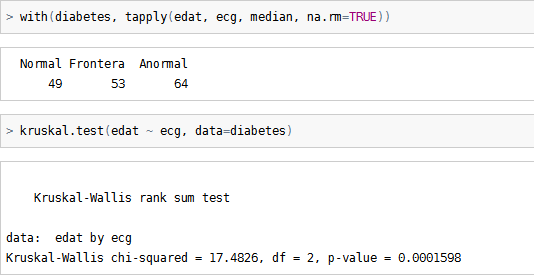 > with(diabetes, tapply(edat, ecg, median, na.rm=TRUE))
Normal Frontera Anormal
49 53 64
> kruskal.test(edat ~ ecg, data=diabetes)
Kruskal-Wallis rank sum test
data: edat by ecg
Kruskal-Wallis chi-squared = 17.4826, df = 2, p-value = 0.0001598